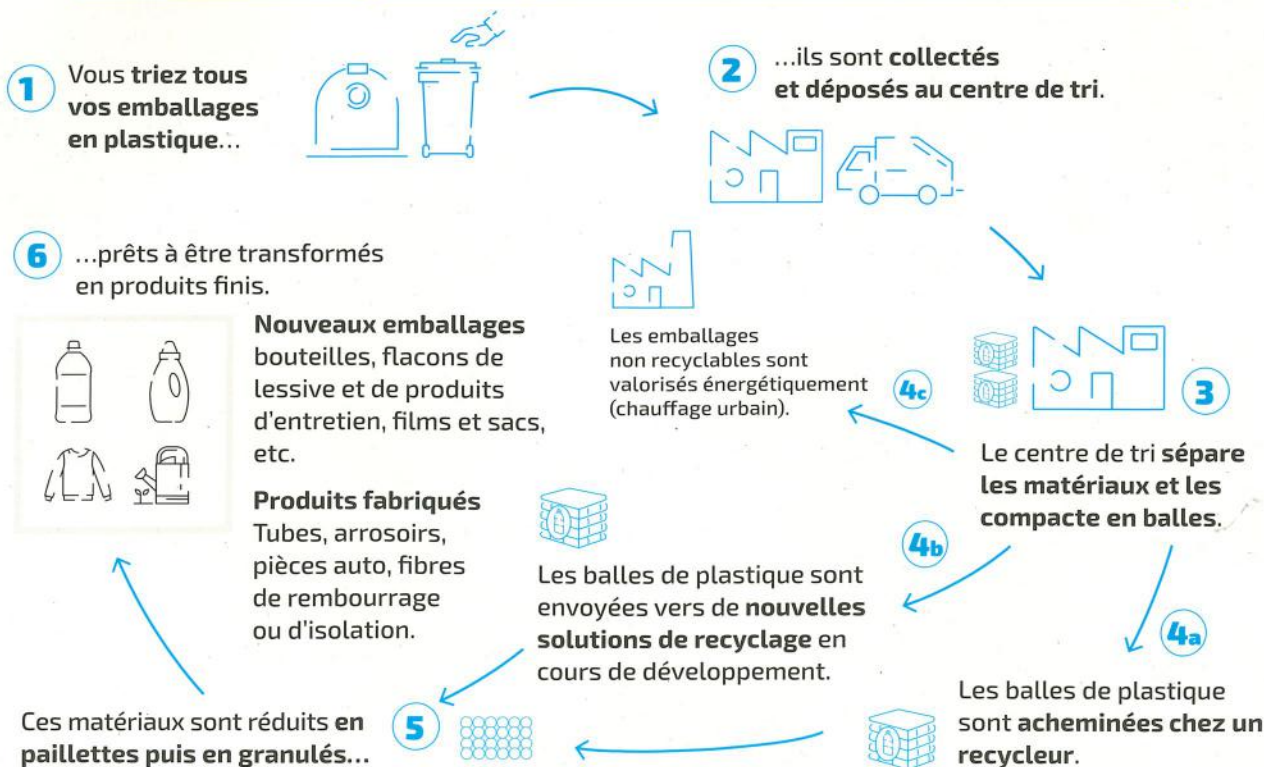 1
Vous triez tous
vos emballages
en plastique...
2
...ils sont collectés
et déposés au centre de tri.
3
Le centre de tri sépare
les matériaux et les
compacte en balles.
4c
Les emballages
non recyclables sont
valorisés énergétiquement
(chauffage urbain).
4b
Les balles de plastique sont
envoyées vers de nouvelles
solutions de recyclage en
cours de développement.
4a
Les balles de plastique
sont acheminées chez un
recycleur.
5
Ces matériaux sont réduits en
paillettes puis en granulés...
6
...prêts à être transformés
en produits finis.
Nouveaux emballages
bouteilles, flacons de
lessive et de produits
d'entretien, films et sacs,
etc.
Produits fabriqués
Tubes, arrosoirs,
pièces auto, fibres
de rembourrage
ou d'isolation.